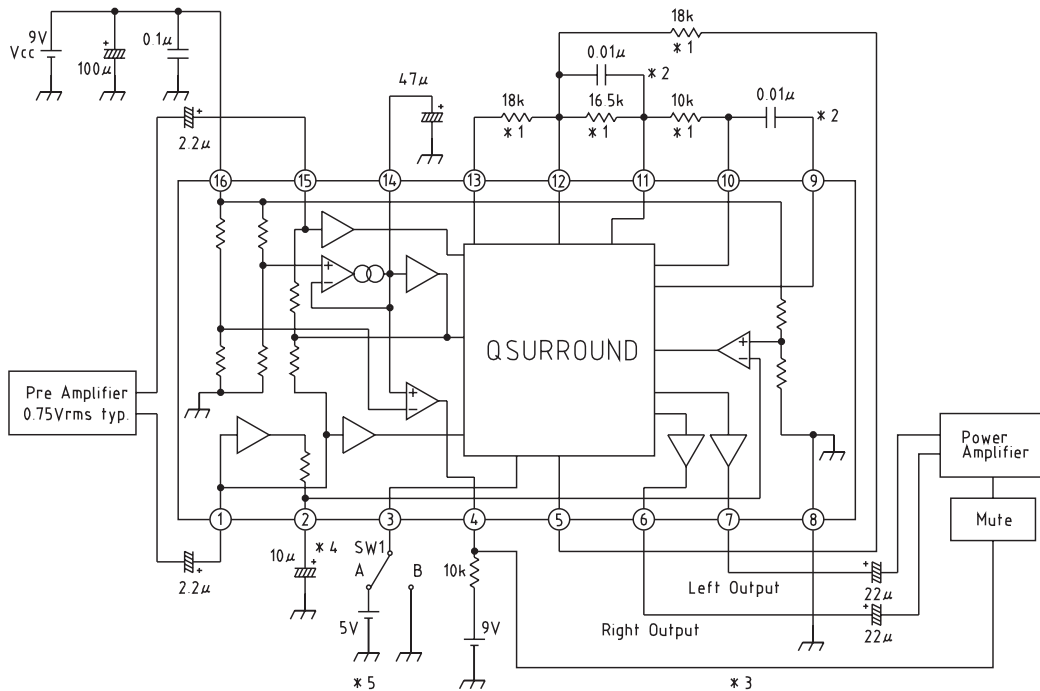 18k
* 1
9V
Vcc
100μ
0.1μ
47μ
0.01μ
* 2
0.01μ
* 2
18k
* 1
16.5k
* 1
10k
* 1
2.2μ
16
15
14
13
12
11
10
9
QSURROUND
Pre Amplifier
0.75Vrms typ.
Power
Amplifier
Mute
1
2
3
4
5
6
7
8
2.2μ
10μ
* 4
SW1
A
B
5V
* 5
10k
9V
Left Output
Right Output
22μ
22μ
* 3